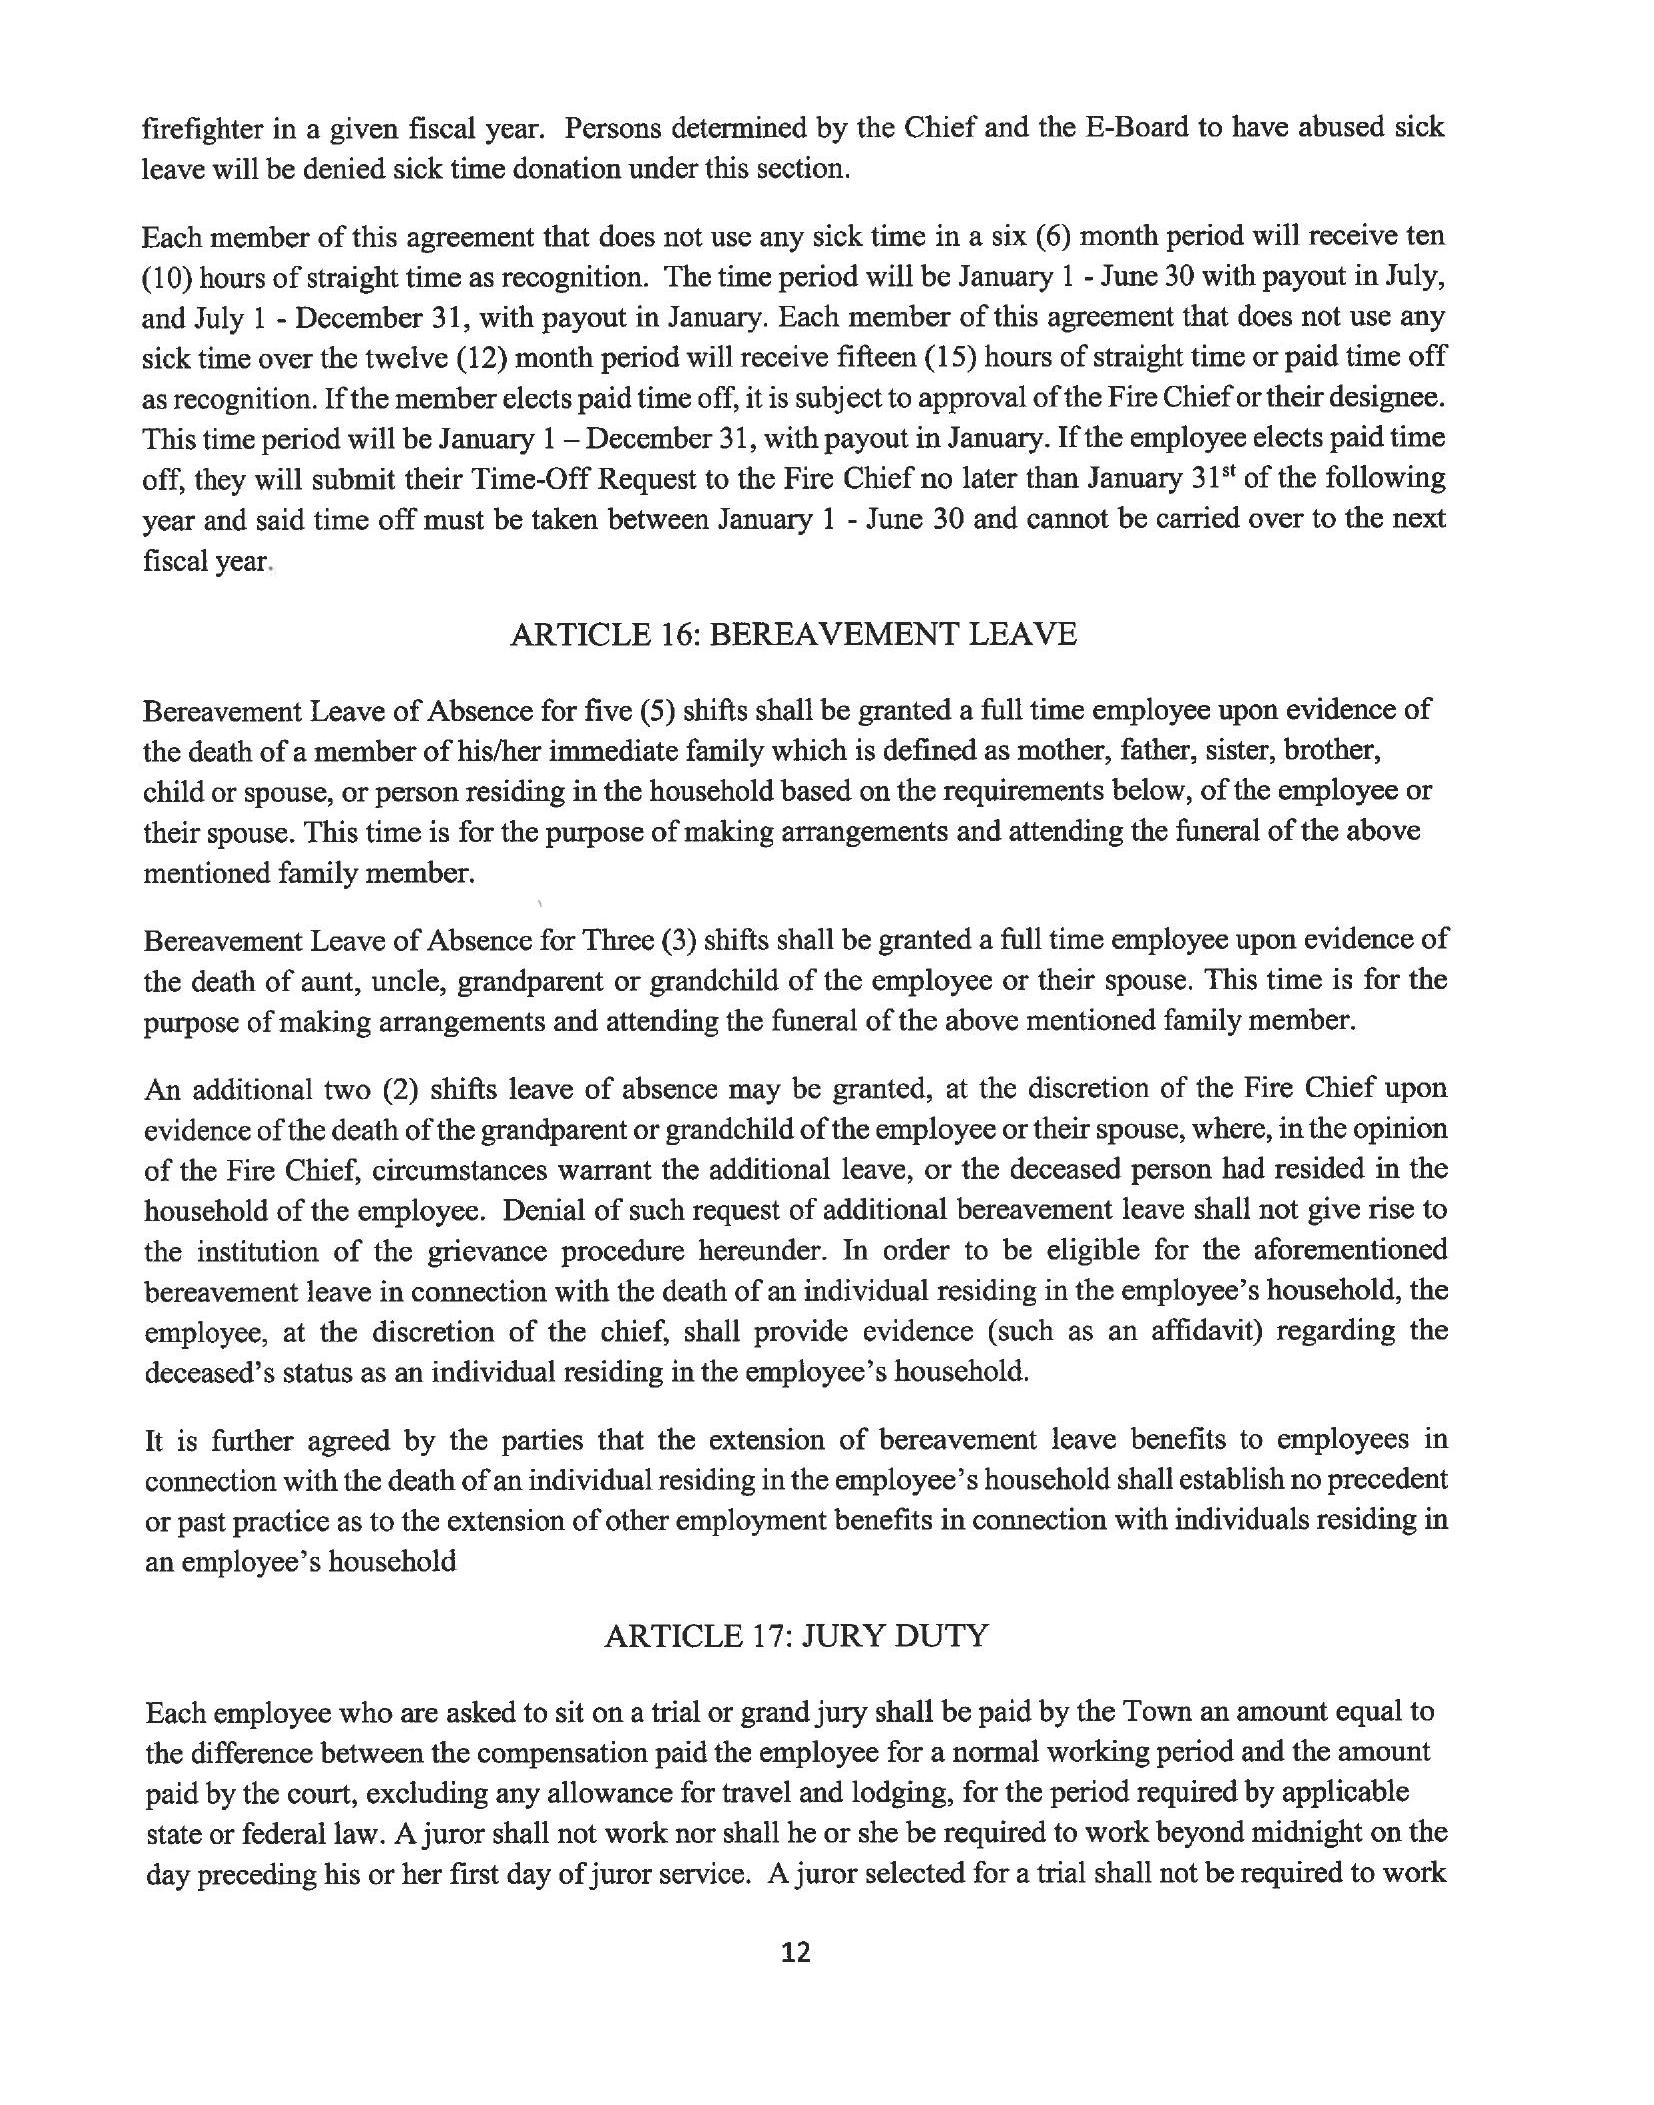 firefighter in a given fiscal year.  Persons determined by the Chief and the E-Board to have abused sick
leave will be denied sick time donation under this section.
Each member of this agreement that does not use any sick time in a six (6) month period will receive ten
(10) hours of straight time as recognition.  The time period will be January 1 - June 30 with payout in July,
and July 1 - December 31, with payout in January. Each member of this agreement that does not use any
sick time over the twelve (12) month period will receive fifteen (15) hours of straight time or paid time off
as recognition. If the member elects paid time off, it is subject to approval of the Fire Chief or their designee.
This time period will be January 1 – December 31, with payout in January. If the employee elects paid time
off, they will submit their Time-Off Request to the Fire Chief no later than January 31st of the following
year and said time off must be taken between January 1 - June 30 and cannot be carried over to the next
fiscal year.
ARTICLE 16: BEREAVEMENT LEAVE
Bereavement Leave of Absence for five (5) shifts shall be granted a full time employee upon evidence of
the death of a member of his/her immediate family which is defined as mother, father, sister, brother,
child or spouse, or person residing in the household based on the requirements below, of the employee or
their spouse. This time is for the purpose of making arrangements and attending the funeral of the above
mentioned family member.
Bereavement Leave of Absence for Three (3) shifts shall be granted a full time employee upon evidence of
the death of aunt, uncle, grandparent or grandchild of the employee or their spouse. This time is for the
purpose of making arrangements and attending the funeral of the above mentioned family member.
An additional two (2) shifts leave of absence may be granted, at the discretion of the Fire Chief upon
evidence of the death of the grandparent or grandchild of the employee or their spouse, where, in the opinion
of the Fire Chief, circumstances warrant the additional leave, or the deceased person had resided in the
household of the employee.  Denial of such request of additional bereavement leave shall not give rise to
the institution of the grievance procedure hereunder. In order to be eligible for the aforementioned
bereavement leave in connection with the death of an individual residing in the employee’s household, the
employee, at the discretion of the chief, shall provide evidence (such as an affidavit) regarding the
deceased’s status as an individual residing in the employee’s household.
It is further agreed by the parties that the extension of bereavement leave benefits to employees in
connection with the death of an individual residing in the employee’s household shall establish no precedent
or past practice as to the extension of other employment benefits in connection with individuals residing in
an employee’s household
ARTICLE 17: JURY DUTY
Each employee who are asked to sit on a trial or grand jury shall be paid by the Town an amount equal to
the difference between the compensation paid the employee for a normal working period and the amount
paid by the court, excluding any allowance for travel and lodging, for the period required by applicable
state or federal law. A juror shall not work nor shall he or she be required to work beyond midnight on the
day preceding his or her first day of juror service.  A juror selected for a trial shall not be required to work
12